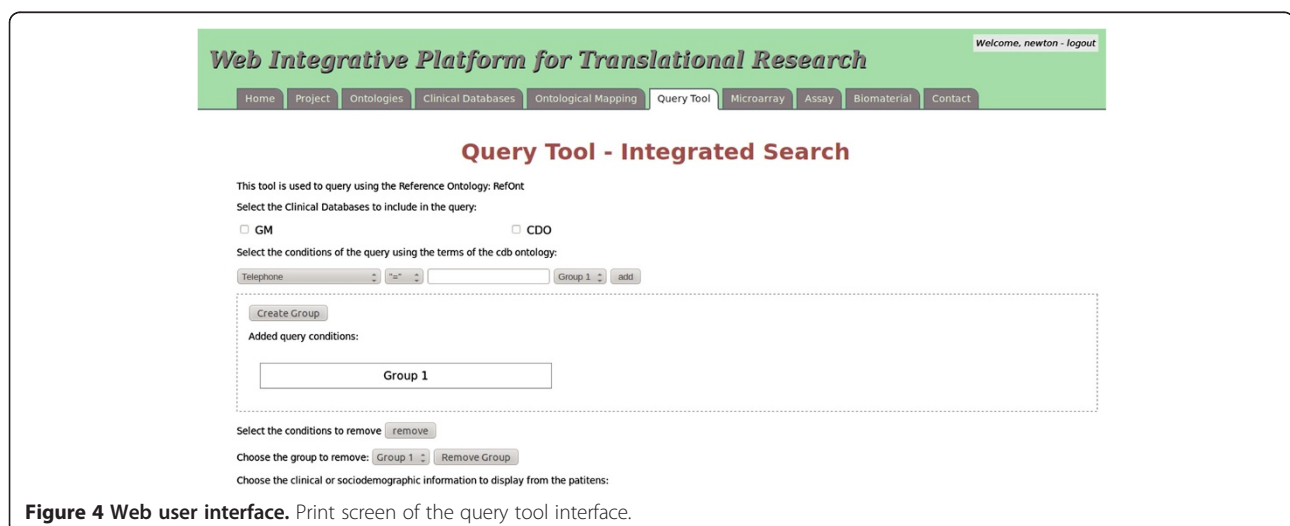 Welcome, newton - logout
Web Integrative Platform for Translational Research
Home Project Ontologies Clinical Databases Ontological Mapping Query Tool Microarray Assay Biomaterial Contact
Query Tool - Integrated Search
This tool is used to query using the Reference Ontology: RefOnt
Select the Clinical Databases to include in the query:
GM CDO
Select the conditions of the query using the terms of the cdb ontology:
Telephone "=" Group 1 add
Create Group
Added query conditions:
Group 1
Select the conditions to remove remove
Choose the group to remove: Group 1 Remove Group
Choose the clinical or sociodemographic information to display from the patitens:
Figure 4 Web user interface. Print screen of the query tool interface.